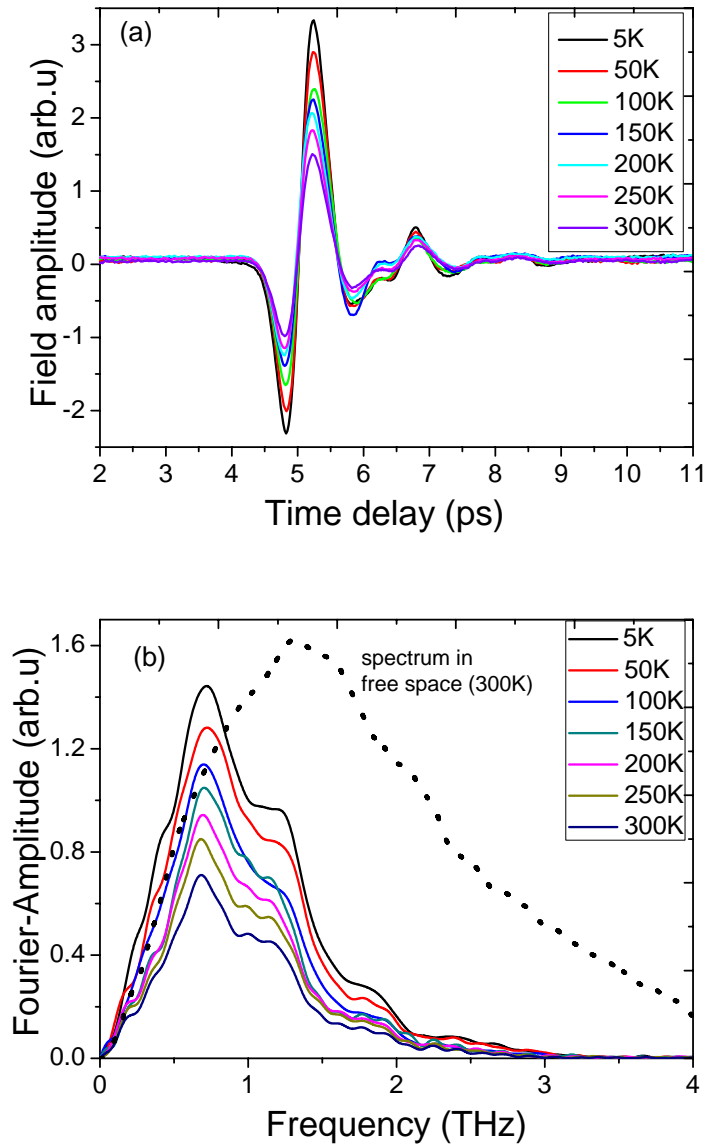 (a)
5K
50K
100K
150K
200K
250K
300K
3
2
1
0
-1
-2
Field amplitude (arb.u)
2 3 4 5 6 7 8 9 10 11
Time delay (ps)
(b)
spectrum in
free space (300K)
5K
50K
100K
150K
200K
250K
300K
1.6
1.2
0.8
0.4
0.0
Fourier-Amplitude (arb.u)
0 1 2 3 4
Frequency (THz)